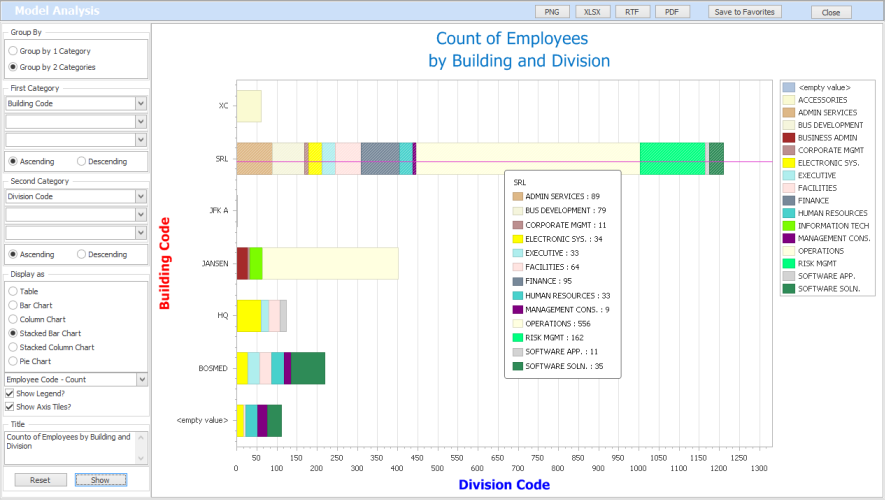 Model Analysis
PNG XLSX RTF PDF Save to Favorites Close
Group By
Group by 1 Category
Group by 2 Categories
First Category
Building Code
Ascending Descending
Second Category
Division Code
Ascending Descending
Display as
Table
Bar Chart
Column Chart
Stacked Bar Chart
Stacked Column Chart
Pie Chart
Employee Code - Count
Show Legend?
Show Axis Tiles?
Title
Counto of Employees by Building and
Division
Reset Show
Count of Employees
by Building and Division
Building Code
XC
SRL
JFK A
JANSEN
HQ
BOSMED
<empty value>
SRL
ADMIN SERVICES : 89
BUS DEVELOPMENT : 79
CORPORATE MGMT : 11
ELECTRONIC SYS. : 34
EXECUTIVE : 33
FACILITIES : 64
FINANCE : 95
HUMAN RESOURCES : 33
MANAGEMENT CONS. : 9
OPERATIONS : 556
RISK MGMT : 162
SOFTWARE APP. : 11
SOFTWARE SOLN. : 35
50 150 250 350 450 550 650 750 850 950 1050 1150 1250
0 100 200 300 400 500 600 700 800 900 1000 1100 1200 1300
Division Code
<empty value>
ACCESSORIES
ADMIN SERVICES
BUS DEVELOPMENT
BUSINESS ADMIN
CORPORATE MGMT
ELECTRONIC SYS.
EXECUTIVE
FACILITIES
FINANCE
HUMAN RESOURCES
INFORMATION TECH
MANAGEMENT CONS.
OPERATIONS
RISK MGMT
SOFTWARE APP.
SOFTWARE SOLN.